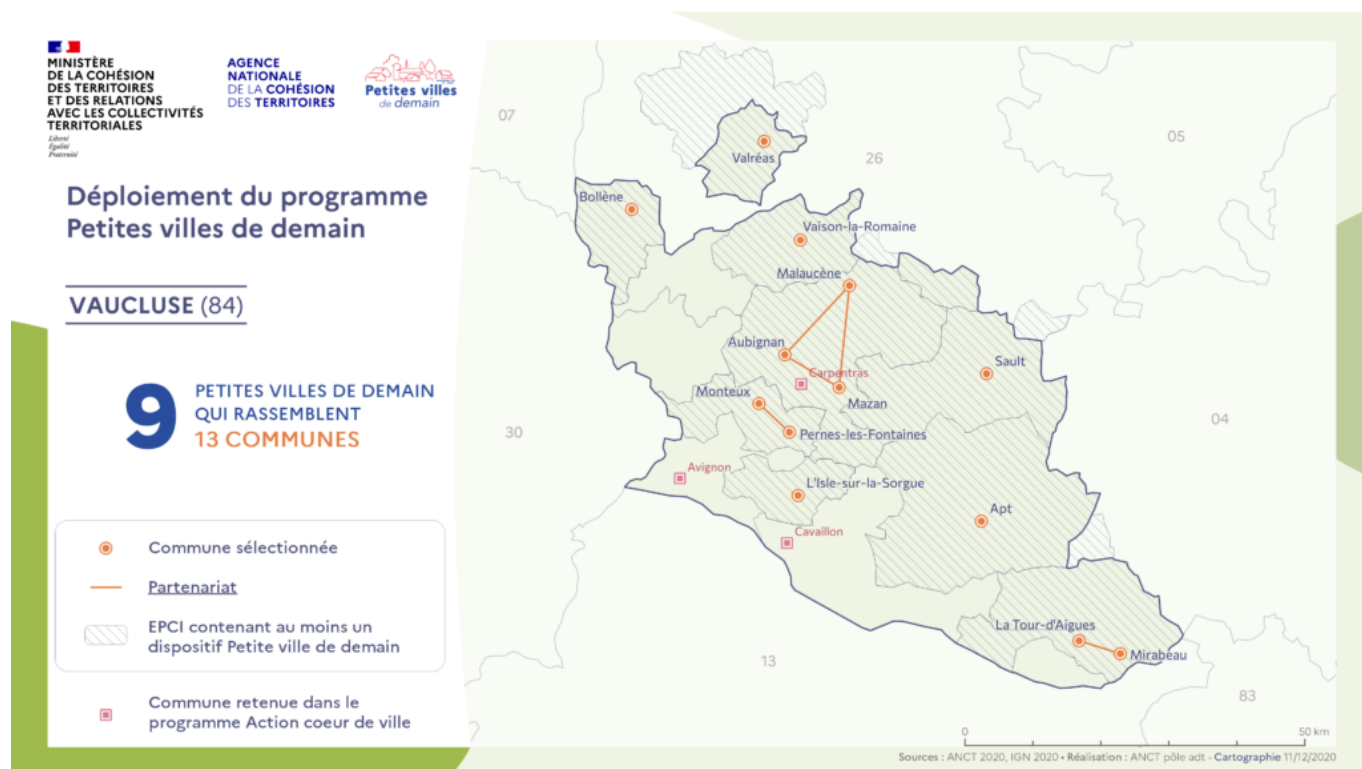 MINISTÈRE
DE LA COHÉSION
DES TERRITOIRES
ET DES RELATIONS
AVEC LES COLLECTIVITÉS
TERRITORIALES
Liberté
Égalité
Fraternité
AGENCE
NATIONALE
DE LA COHÉSION
DES TERRITOIRES
Petites villes
de demain
Déploiement du programme
Petites villes de demain
VAUCLUSE (84)
9
PETITES VILLES DE DEMAIN
QUI RASSEMBLENT
13 COMMUNES
Commune sélectionnée
Partenariat
EPCI contenant au moins un
dispositif Petite ville de demain
Commune retenue dans le
programme Action coeur de ville
07
05
26
Valréas
Bollène
Vaison-la-Romaine
Malaucène
Aubignan
Sault
Carpentras
Monteux
Mazan
04
30
Pernes-les-Fontaines
Avignon
L'Isle-sur-la-Sorgue
Apt
Cavaillon
La Tour-d'Aigues
Mirabeau
13
83
0
50 km
Sources : ANCT 2020, IGN 2020 • Réalisation : ANCT pôle adt - Cartographie 11/12/2020